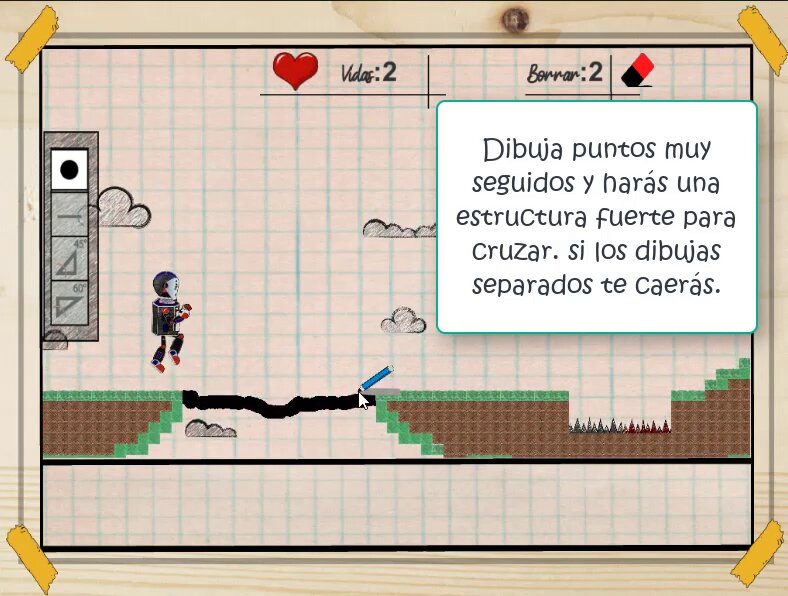 Vidas:2
Borrar:2
Dibuja puntos muy
seguidos y harás una
estructura fuerte para
cruzar. si los dibujas
separados te caerás.
45°
60°